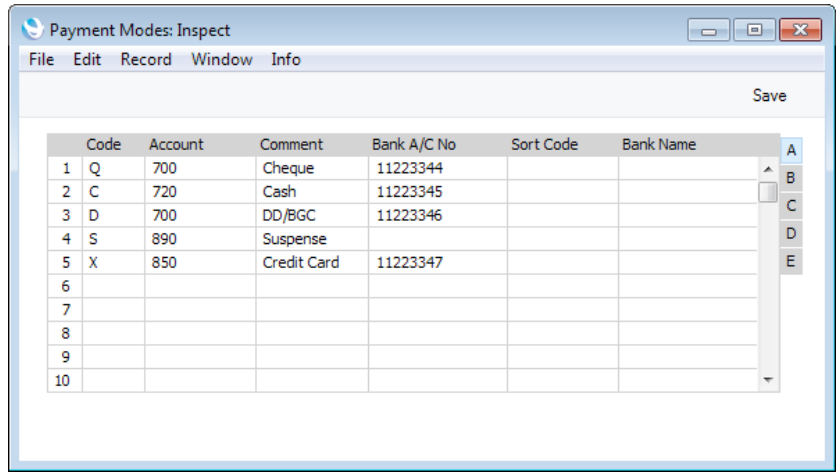 Payment Modes: Inspect
File Edit Record Window Info
Save
Code Account Comment Bank A/C No Sort Code Bank Name
1 Q 700 Cheque 11223344
2 C 720 Cash 11223345
3 D 700 DD/BGC 11223346
4 S 890 Suspense
5 X 850 Credit Card 11223347
6
7
8
9
10
A
B
C
D
E